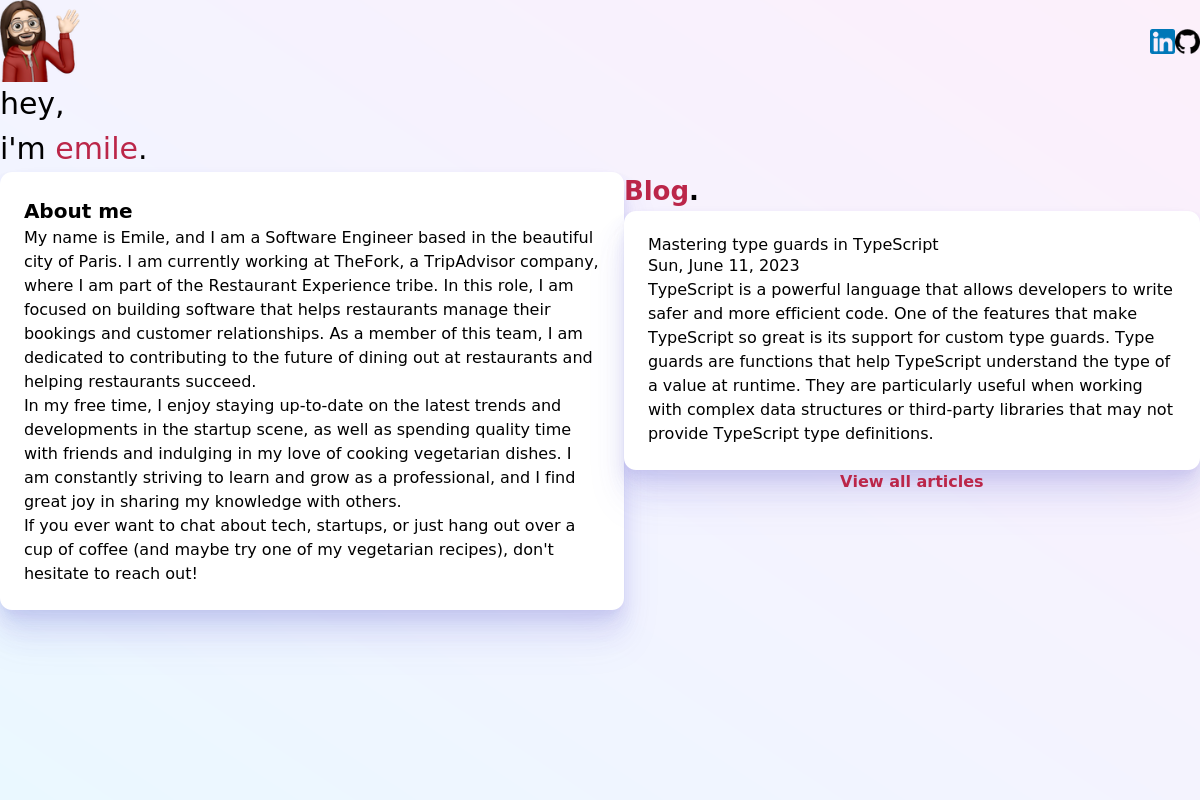 in
hey,
i'm emile.
About me
My name is Emile, and I am a Software Engineer based in the beautiful
city of Paris. I am currently working at TheFork, a TripAdvisor company,
where I am part of the Restaurant Experience tribe. In this role, I am
focused on building software that helps restaurants manage their
bookings and customer relationships. As a member of this team, I am
dedicated to contributing to the future of dining out at restaurants and
helping restaurants succeed.
In my free time, I enjoy staying up-to-date on the latest trends and
developments in the startup scene, as well as spending quality time
with friends and indulging in my love of cooking vegetarian dishes. I
am constantly striving to learn and grow as a professional, and I find
great joy in sharing my knowledge with others.
If you ever want to chat about tech, startups, or just hang out over a
cup of coffee (and maybe try one of my vegetarian recipes), don't
hesitate to reach out!
Blog.
Mastering type guards in TypeScript
Sun, June 11, 2023
TypeScript is a powerful language that allows developers to write
safer and more efficient code. One of the features that make
TypeScript so great is its support for custom type guards. Type
guards are functions that help TypeScript understand the type of
a value at runtime. They are particularly useful when working
with complex data structures or third-party libraries that may not
provide TypeScript type definitions.
View all articles